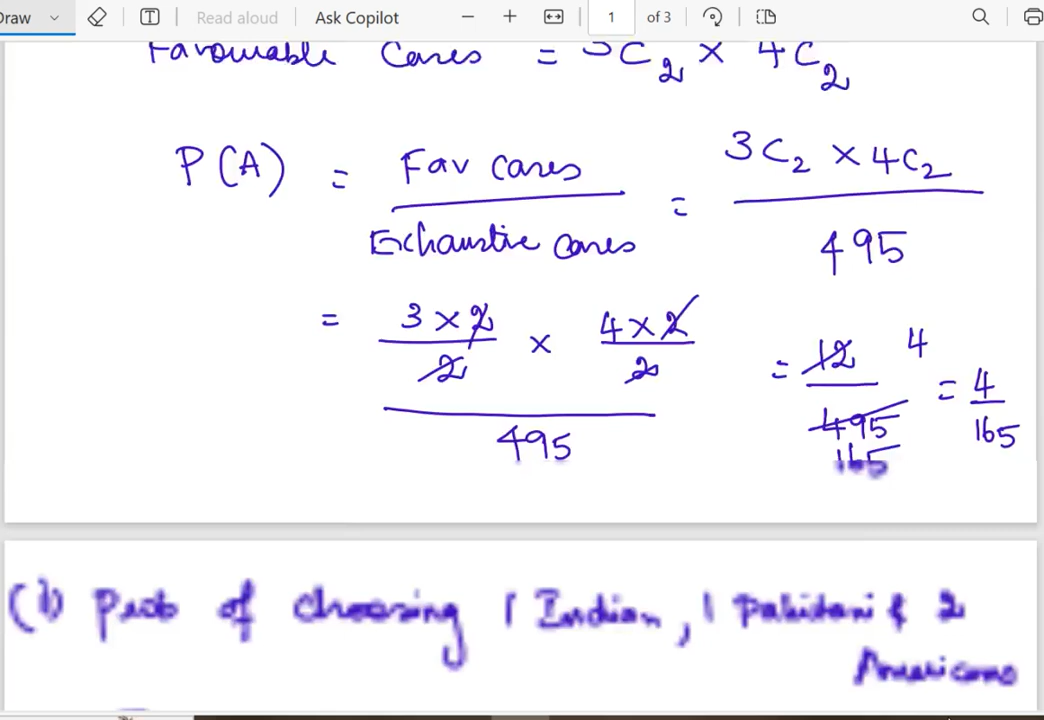 Draw Read aloud Ask Copilot 1 of 3
Favourable Cases = 3C2 × 4C2
P(A) = Fav cases / Exhaustive cases = 3C2 × 4C2 / 495
= 3 × 2 / 2 × 4 × 2 / 2 / 495 = 12 4 / 495 165 = 4 / 165
(b) Prob of choosing 1 Indian, 1 Pakistani & 2
Americans